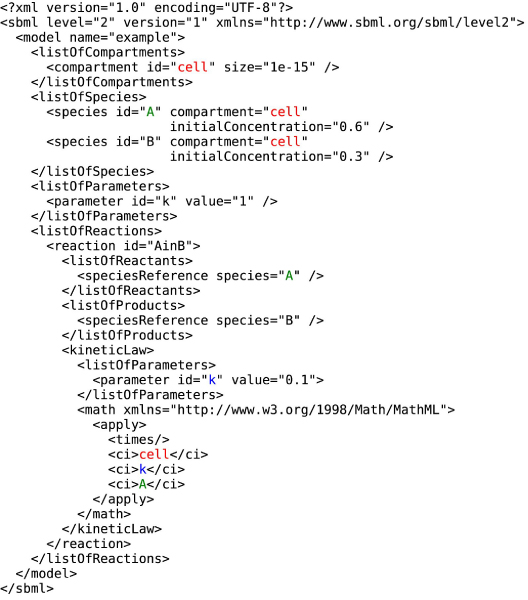 <?xml version="1.0" encoding="UTF-8"?>
<sbml level="2" version="1" xmlns="http://www.sbml.org/sbml/level2">
  <model name="example">
    <listOfCompartments>
      <compartment id="cell" size="1e-15" />
    </listOfCompartments>
    <listOfSpecies>
      <species id="A" compartment="cell"
                      initialConcentration="0.6" />
      <species id="B" compartment="cell"
                      initialConcentration="0.3" />
    </listOfSpecies>
    <listOfParameters>
      <parameter id="k" value="1" />
    </listOfParameters>
    <listOfReactions>
      <reaction id="AinB">
        <listOfReactants>
          <speciesReference species="A" />
        </listOfReactants>
        <listOfProducts>
          <speciesReference species="B" />
        </listOfProducts>
        <kineticLaw>
          <listOfParameters>
            <parameter id="k" value="0.1">
          </listOfParameters>
          <math xmlns="http://www.w3.org/1998/Math/MathML">
            <apply>
              <times/>
              <ci>cell</ci>
              <ci>k</ci>
              <ci>A</ci>
            </apply>
          </math>
        </kineticLaw>
      </reaction>
    </listOfReactions>
  </model>
</sbml>